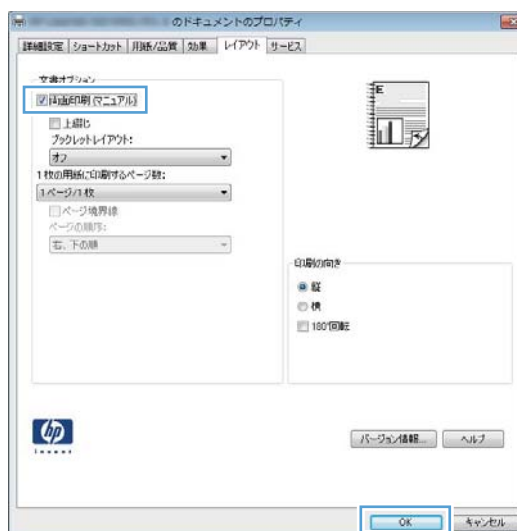 のドキュメントのプロパティ
詳細設定 ショートカット 用紙/品質 効果 レイアウト サービス
文書オプション
両面印刷(マニュアル)
上綴じ
ブックレットレイアウト:
オフ
1枚の用紙に印刷するページ数:
1ページ/1枚
ページ境界線
ページの順序:
右、下の順
E
印刷の向き
縦
横
180°回転
hp
invent
バージョン情報... ヘルプ
OK キャンセル